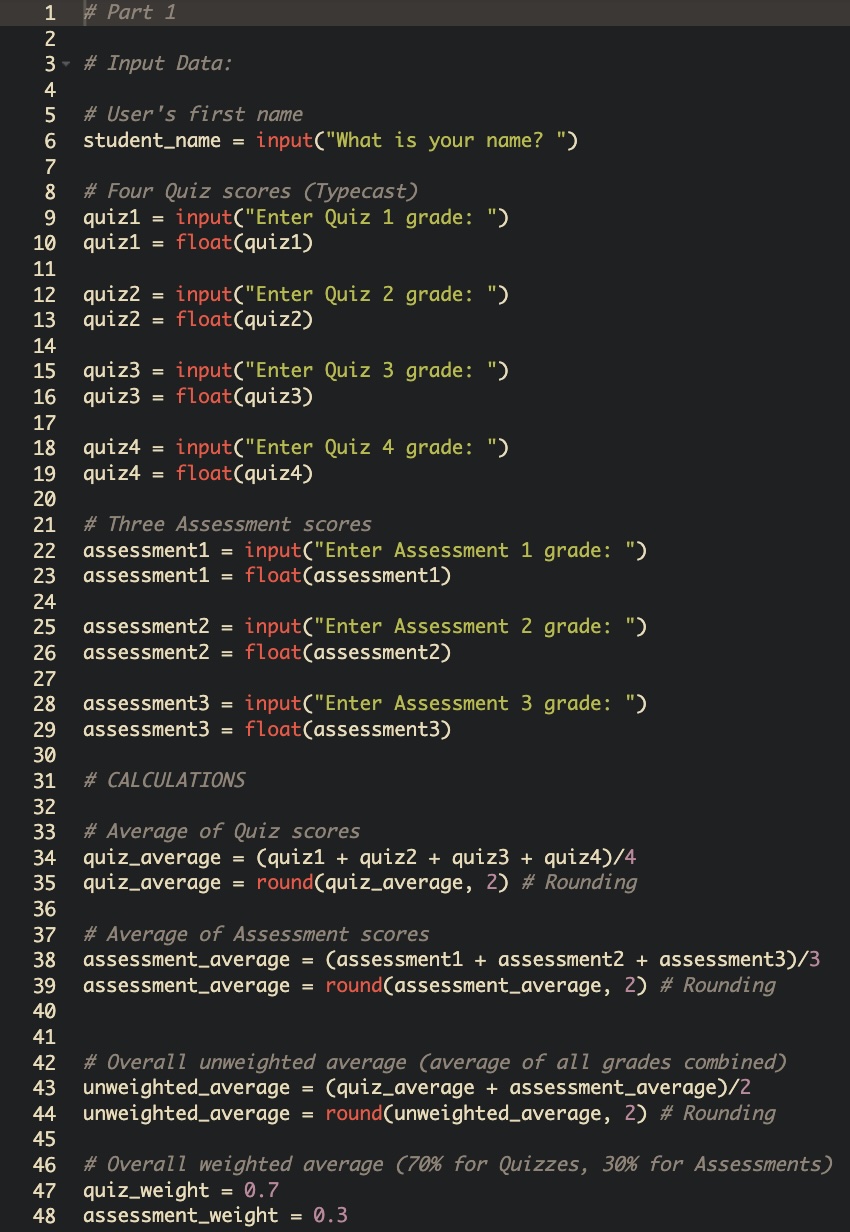 1 # Part 1
2
3 # Input Data:
4
5 # User's first name
6 student_name = input("What is your name? ")
7
8 # Four Quiz scores (Typecast)
9 quiz1 = input("Enter Quiz 1 grade: ")
10 quiz1 = float(quiz1)
11
12 quiz2 = input("Enter Quiz 2 grade: ")
13 quiz2 = float(quiz2)
14
15 quiz3 = input("Enter Quiz 3 grade: ")
16 quiz3 = float(quiz3)
17
18 quiz4 = input("Enter Quiz 4 grade: ")
19 quiz4 = float(quiz4)
20
21 # Three Assessment scores
22 assessment1 = input("Enter Assessment 1 grade: ")
23 assessment1 = float(assessment1)
24
25 assessment2 = input("Enter Assessment 2 grade: ")
26 assessment2 = float(assessment2)
27
28 assessment3 = input("Enter Assessment 3 grade: ")
29 assessment3 = float(assessment3)
30
31 # CALCULATIONS
32
33 # Average of Quiz scores
34 quiz_average = (quiz1 + quiz2 + quiz3 + quiz4)/4
35 quiz_average = round(quiz_average, 2) # Rounding
36
37 # Average of Assessment scores
38 assessment_average = (assessment1 + assessment2 + assessment3)/3
39 assessment_average = round(assessment_average, 2) # Rounding
40
41
42 # Overall unweighted average (average of all grades combined)
43 unweighted_average = (quiz_average + assessment_average)/2
44 unweighted_average = round(unweighted_average, 2) # Rounding
45
46 # Overall weighted average (70% for Quizzes, 30% for Assessments)
47 quiz_weight = 0.7
48 assessment_weight = 0.3